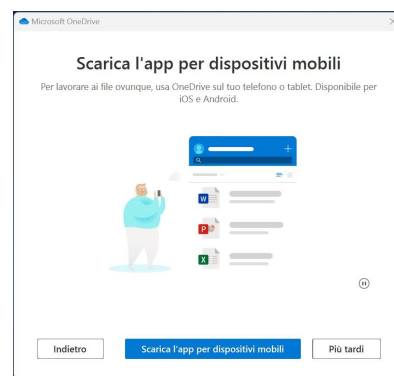 Microsoft OneDrive
Scarica l'app per dispositivi mobili
Per lavorare ai file ovunque, usa OneDrive sul tuo telefono o tablet. Disponibile per
iOS e Android.
W
P
X
Indietro
Scarica l'app per dispositivi mobili
Più tardi